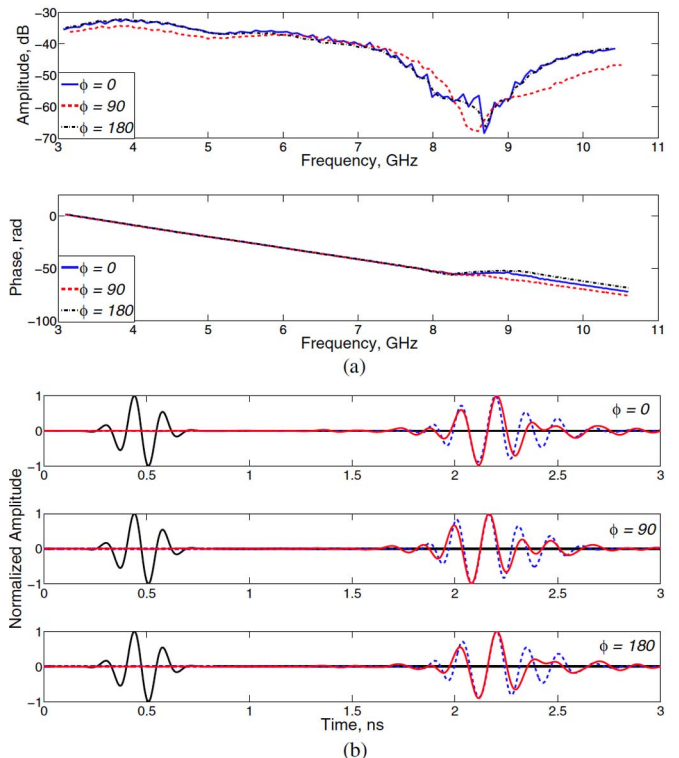 −30
−40
−50
−60
−70
Amplitude, dB
ϕ = 0
ϕ = 90
ϕ = 180
3 4 5 6 7 8 9 10 11
Frequency, GHz
0
−50
−100
Phase, rad
ϕ = 0
ϕ = 90
ϕ = 180
3 4 5 6 7 8 9 10 11
Frequency, GHz
(a)
Normalized Amplitude
1
0
−1
ϕ = 0
0 0.5 1 1.5 2 2.5 3
1
0
−1
ϕ = 90
0 0.5 1 1.5 2 2.5 3
1
0
−1
ϕ = 180
0 0.5 1 1.5 2 2.5 3
Time, ns
(b)